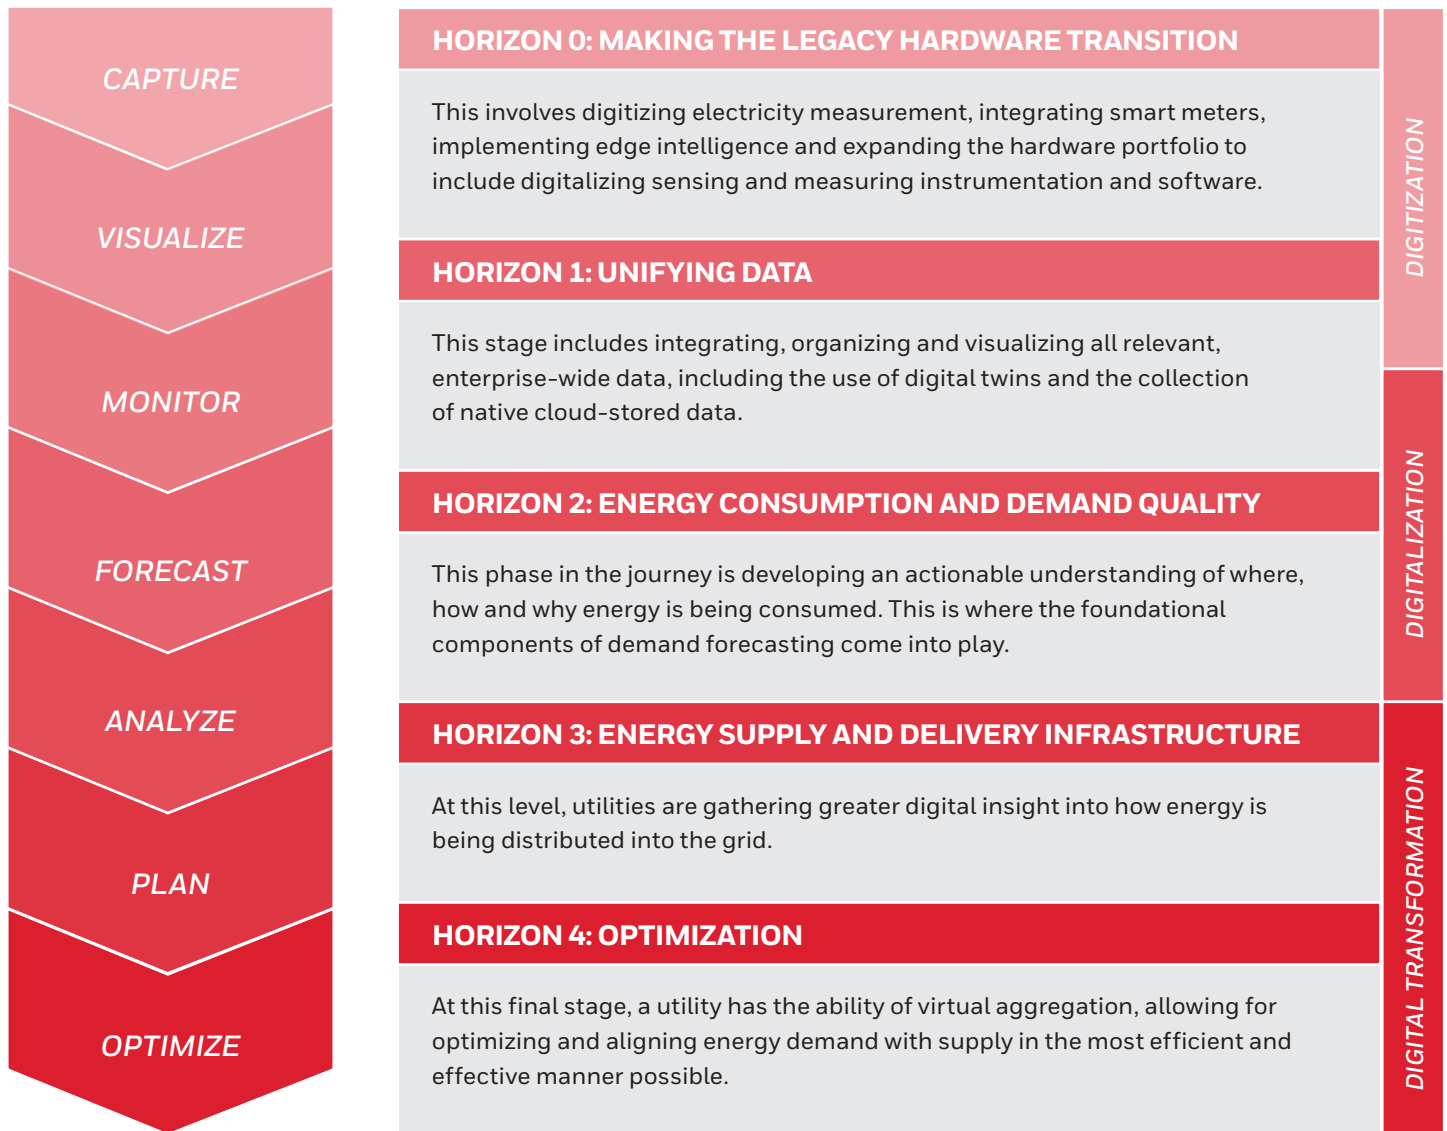 CAPTURE
VISUALIZE
MONITOR
FORECAST
ANALYZE
PLAN
OPTIMIZE
HORIZON 0: MAKING THE LEGACY HARDWARE TRANSITION
This involves digitizing electricity measurement, integrating smart meters,
implementing edge intelligence and expanding the hardware portfolio to
include digitalizing sensing and measuring instrumentation and software.
HORIZON 1: UNIFYING DATA
This stage includes integrating, organizing and visualizing all relevant,
enterprise-wide data, including the use of digital twins and the collection
of native cloud-stored data.
HORIZON 2: ENERGY CONSUMPTION AND DEMAND QUALITY
This phase in the journey is developing an actionable understanding of where,
how and why energy is being consumed. This is where the foundational
components of demand forecasting come into play.
HORIZON 3: ENERGY SUPPLY AND DELIVERY INFRASTRUCTURE
At this level, utilities are gathering greater digital insight into how energy is
being distributed into the grid.
HORIZON 4: OPTIMIZATION
At this final stage, a utility has the ability of virtual aggregation, allowing for
optimizing and aligning energy demand with supply in the most efficient and
effective manner possible.
DIGITIZATION
DIGITALIZATION
DIGITAL TRANSFORMATION